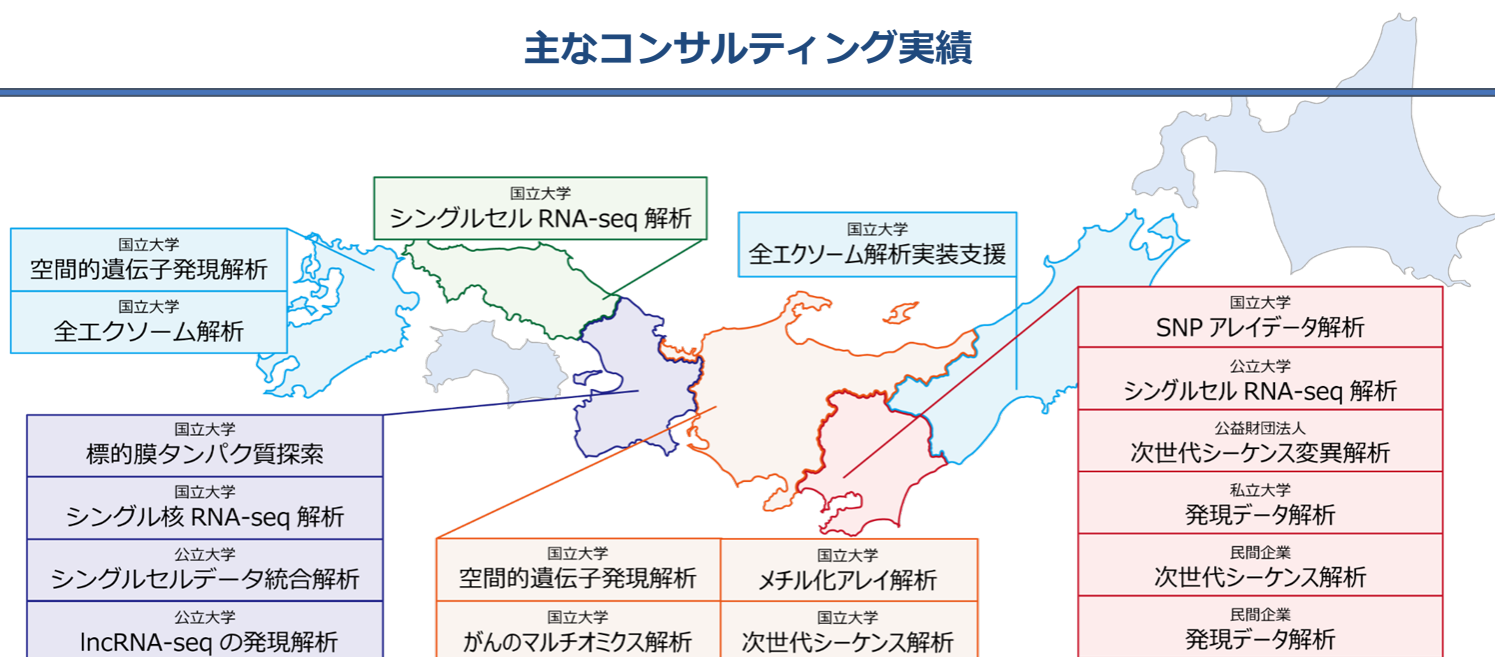 主なコンサルティング実績
国立大学
シングルセル RNA-seq 解析
国立大学
空間的遺伝子発現解析
国立大学
全エクソーム解析
国立大学
全エクソーム解析実装支援
国立大学
SNP アレイデータ解析
公立大学
シングルセル RNA-seq 解析
公益財団法人
次世代シーケンス変異解析
私立大学
発現データ解析
民間企業
次世代シーケンス解析
民間企業
発現データ解析
国立大学
標的膜タンパク質探索
国立大学
シングル核 RNA-seq 解析
公立大学
シングルセルデータ統合解析
公立大学
lncRNA-seq の発現解析
国立大学
空間的遺伝子発現解析
国立大学
がんのマルチオミクス解析
国立大学
メチル化アレイ解析
国立大学
次世代シーケンス解析